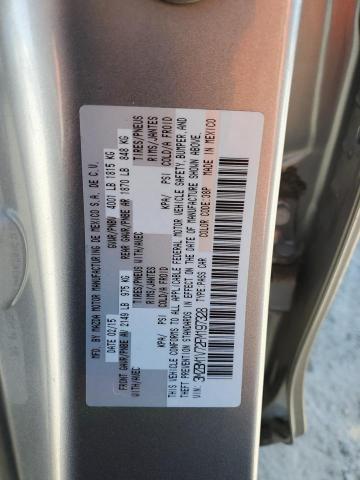 MFD. BY MAZDA MOTOR MANUFACTURING DE MEXICO S.A. DE C.V.
DATE: 02/15 GWR/PNBV 4001 LB 1815 KG
FRONT GAWR/PNBE AV 2149 LB 975 KG REAR GAWR/PNBE AR 1870 LB 848 KG
WITH/AVEC TIRES/PNEUS WITH/AVEC TIRES/PNEUS
RIMS/JANTES RIMS/JANTES
KPA/ PSI COLD/A FROID KPA/ PSI COLD/A FROID
THIS VEHICLE CONFORMS TO ALL APPLICABLE FEDERAL MOTOR VEHICLE SAFETY, BUMPER, AND
THEFT PREVENTION STANDARDS IN EFFECT ON THE DATE OF MANUFACTURE SHOWN ABOVE.
COLOR CODE:38P MADE IN MEXICO
VIN: TYPE:PASS CAR